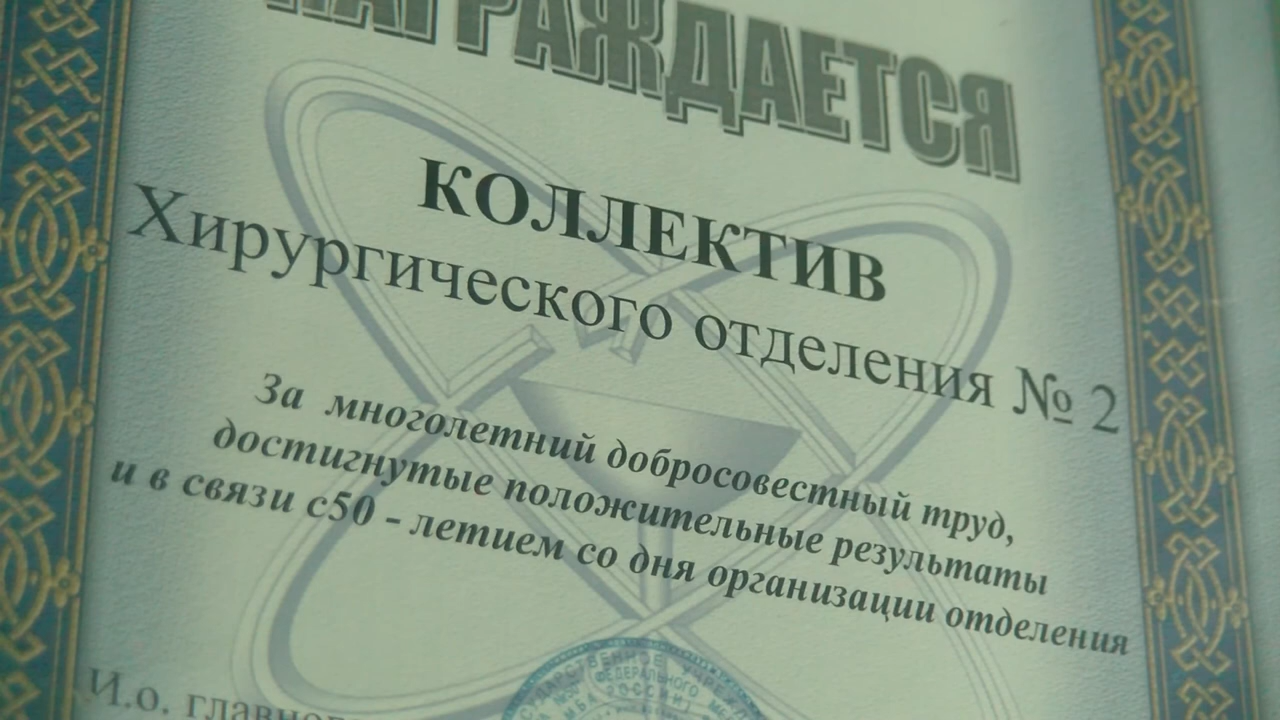 НАГРАЖДАЕТСЯ
КОЛЛЕКТИВ
Хирургического отделения № 2
За многолетний добросовестный труд,
достигнутые положительные результаты
и в связи с50 - летием со дня организации отделения
И.о.